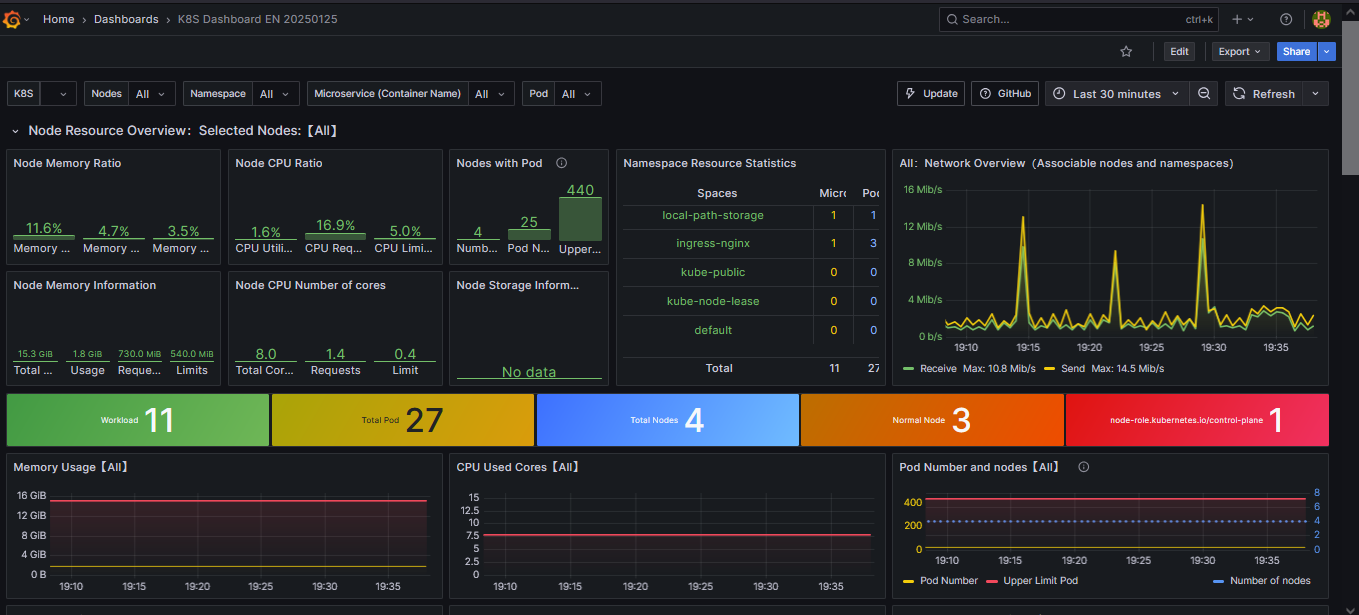 Home › Dashboards › K8S Dashboard EN 20250125
Search... ctrl+k
Edit Export Share
K8S Nodes All Namespace All Microservice (Container Name) All Pod All Update GitHub Last 30 minutes Refresh
Node Resource Overview：Selected Nodes:【All】
Node Memory Ratio
11.6% 4.7% 3.5%
Memory ... Memory ... Memory ...
Node CPU Ratio
1.6% 16.9% 5.0%
CPU Utili... CPU Req... CPU Limi...
Nodes with Pod
4 25 440
Numb... Pod N... Upper...
Namespace Resource Statistics
Spaces Micro Poc
local-path-storage 1 1
ingress-nginx 1 3
kube-public 0 0
kube-node-lease 0 0
default 0 0
Total 11 27
All：Network Overview（Associable nodes and namespaces）
16 Mib/s
12 Mib/s
8 Mib/s
4 Mib/s
0 b/s
19:10 19:15 19:20 19:25 19:30 19:35
Receive Max: 10.8 Mib/s Send Max: 14.5 Mib/s
Node Memory Information
15.3 GiB 1.8 GiB 730.0 MiB 540.0 MiB
Total ... Usage Reque... Limits
Node CPU Number of cores
8.0 1.4 0.4
Total Cor... Requests Limit
Node Storage Inform...
No data
Workload 11
Total Pod 27
Total Nodes 4
Normal Node 3
node-role.kubernetes.io/control-plane 1
Memory Usage【All】
16 GiB
12 GiB
8 GiB
4 GiB
0 B
19:10 19:15 19:20 19:25 19:30 19:35
CPU Used Cores【All】
15
12.5
10
7.5
5
2.5
0
19:10 19:15 19:20 19:25 19:30 19:35
Pod Number and nodes【All】
400
200
0
8
6
4
2
0
19:10 19:15 19:20 19:25 19:30 19:35
Pod Number Upper Limit Pod Number of nodes